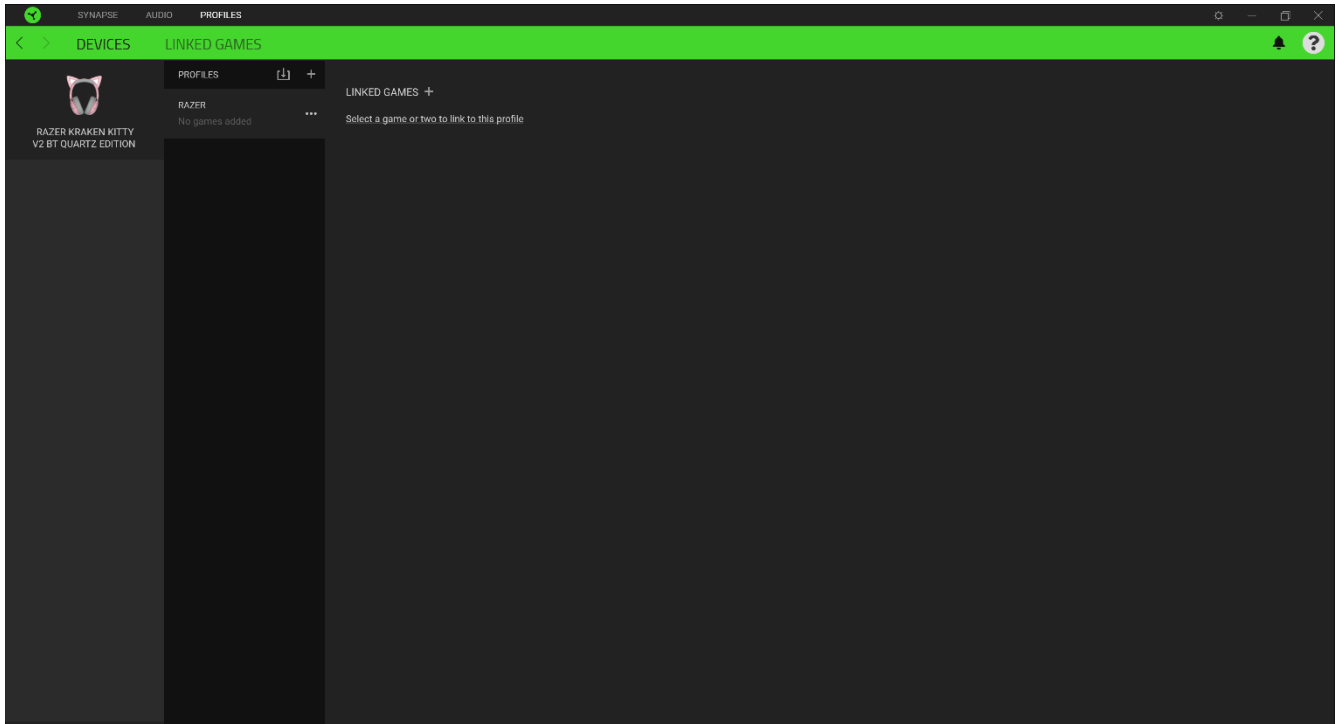 SYNAPSE AUDIO PROFILES
DEVICES LINKED GAMES
RAZER KRAKEN KITTY
V2 BT QUARTZ EDITION
PROFILES
RAZER
No games added
LINKED GAMES
Select a game or two to link to this profile